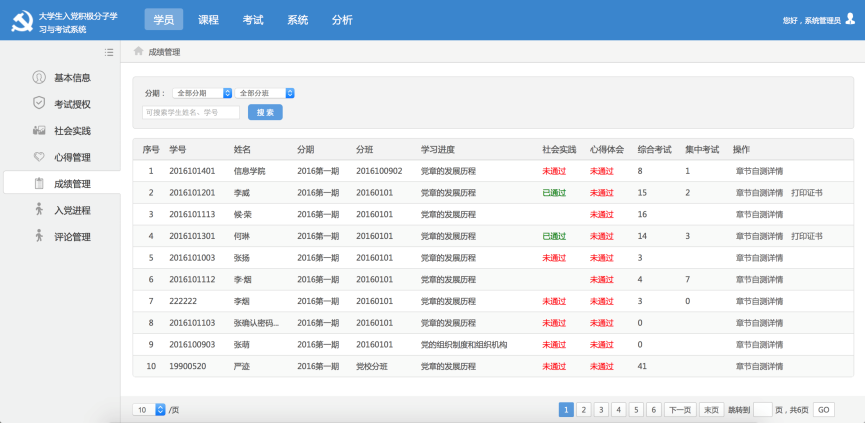 大学生入党积极分子学
习与考试系统
学员 课程 考试 系统 分析
您好，系统管理员
基本信息
考试授权
社会实践
心得管理
成绩管理
入党进程
评论管理
成绩管理
分期： 全部分期 全部分班
可搜索学生姓名、学号 搜 索
序号 学号 姓名 分期 分班 学习进度 社会实践 心得体会 综合考试 集中考试 操作
1 2016101401 信息学院 2016第一期 2016100902 党章的发展历程 未通过 未通过 8 1 章节自测详情
2 2016101201 李威 2016第一期 20160101 党章的发展历程 已通过 未通过 15 2 章节自测详情 打印证书
3 2016101113 候·荣 2016第一期 20160101 党章的发展历程 未通过 16 章节自测详情
4 2016101301 何琳 2016第一期 20160101 党章的发展历程 已通过 未通过 14 3 章节自测详情 打印证书
5 2016101003 张扬 2016第一期 20160101 党章的发展历程 未通过 未通过 3 章节自测详情
6 2016101112 李·烟 2016第一期 20160101 党章的发展历程 未通过 4 7 章节自测详情
7 222222 李烟 2016第一期 20160101 党章的发展历程 未通过 未通过 3 0 章节自测详情
8 2016101103 张确认密码... 2016第一期 20160101 党章的发展历程 未通过 未通过 0 章节自测详情
9 2016100903 张萌 2016第一期 20160101 党的组织制度和组织机构 未通过 未通过 0 章节自测详情
10 19900520 严迹 2016第一期 党校分班 党章的发展历程 未通过 未通过 41 章节自测详情
10 /页 1 2 3 4 5 6 下一页 末页 跳转到 页，共6页 GO